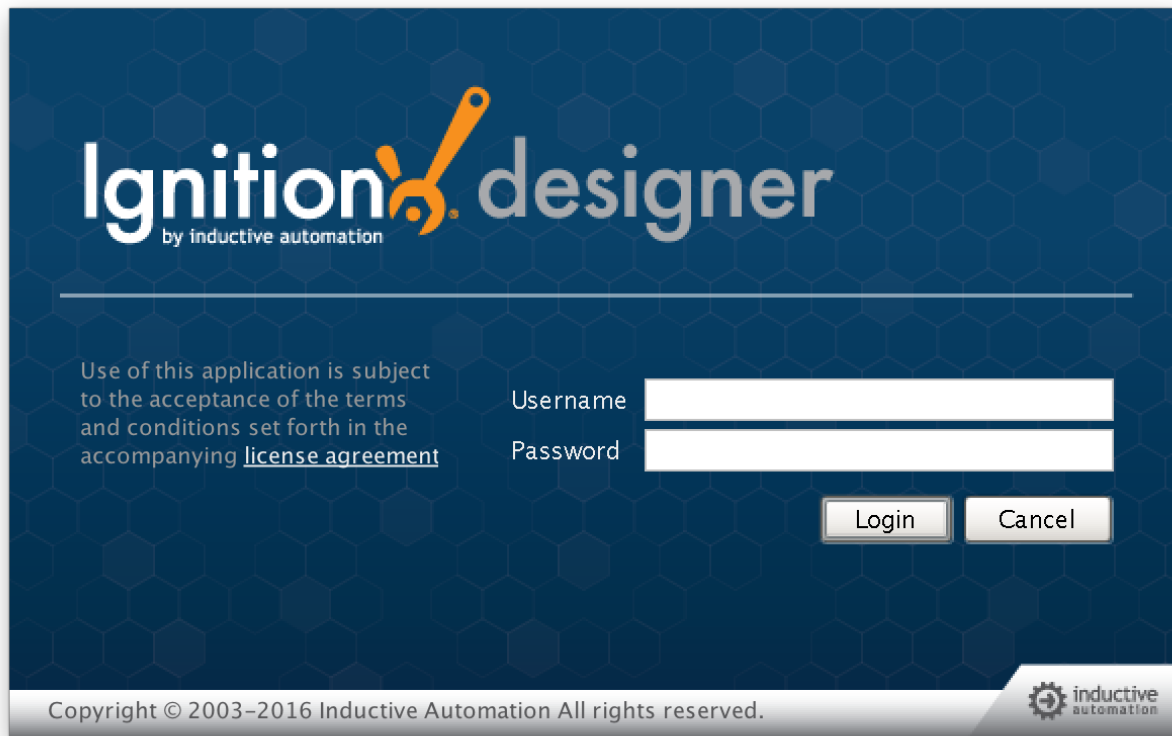 Ignition designer
by inductive automation
Use of this application is subject
to the acceptance of the terms
and conditions set forth in the
accompanying license agreement
Username
Password
Login Cancel
Copyright © 2003-2016 Inductive Automation All rights reserved.
inductive
automation